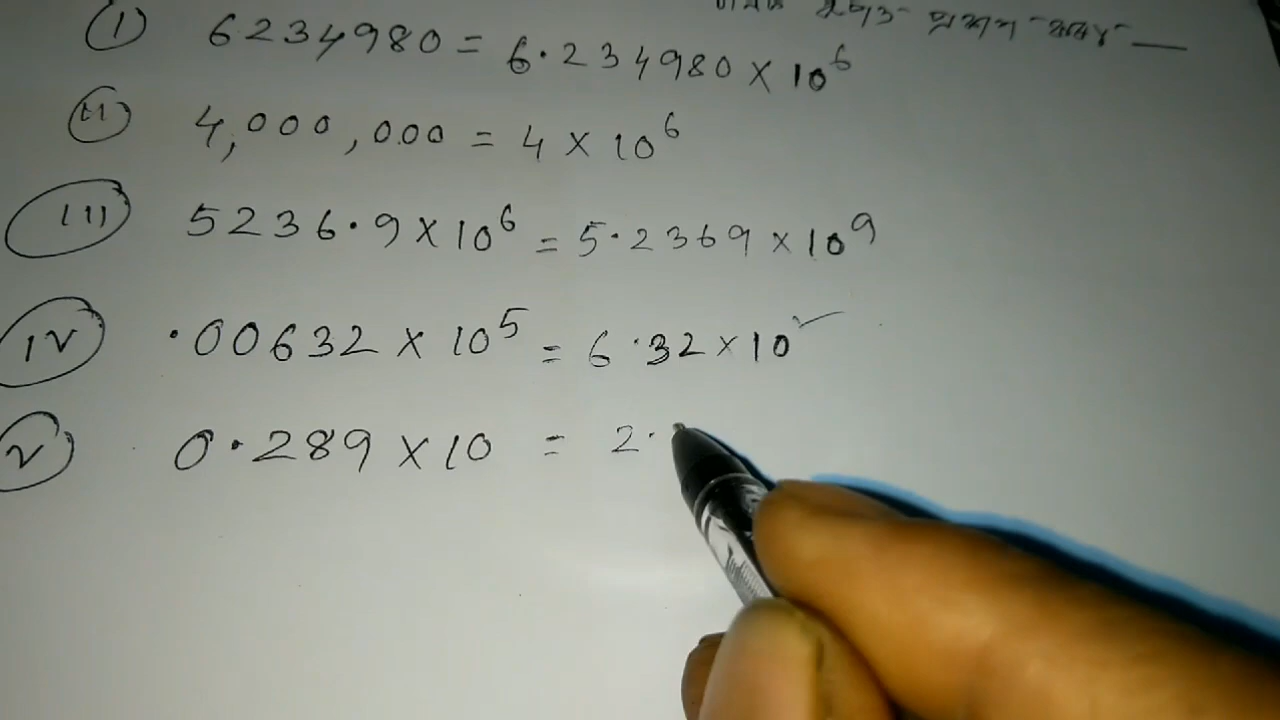 (i) 6234980 = 6.234980 × 10⁶
(ii) 4,000,000 = 4 × 10⁶
(iii) 5236.9 × 10⁶ = 5.2369 × 10⁹
(iv) .00632 × 10⁵ = 6.32 × 10²
(v) 0.289 × 10 = 2.